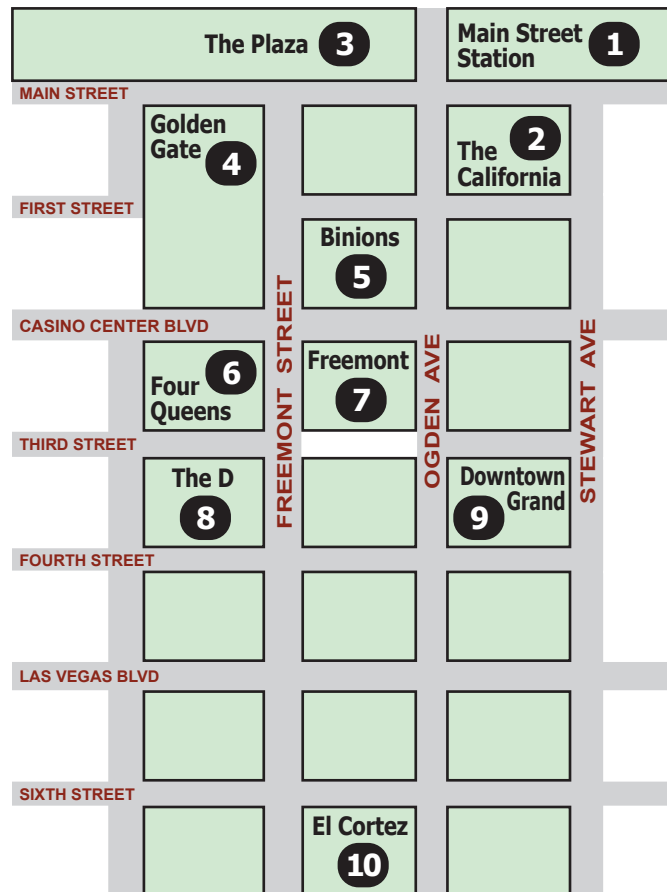 The Plaza 3
Main Street
Station 1
MAIN STREET
Golden
Gate 4
2
The
California
FIRST STREET
Binions
5
CASINO CENTER BLVD
FREEMONT STREET
OGDEN AVE
STEWART AVE
6
Four
Queens
Freemont
7
THIRD STREET
The D
8
Downtown
Grand
9
FOURTH STREET
LAS VEGAS BLVD
SIXTH STREET
El Cortez
10